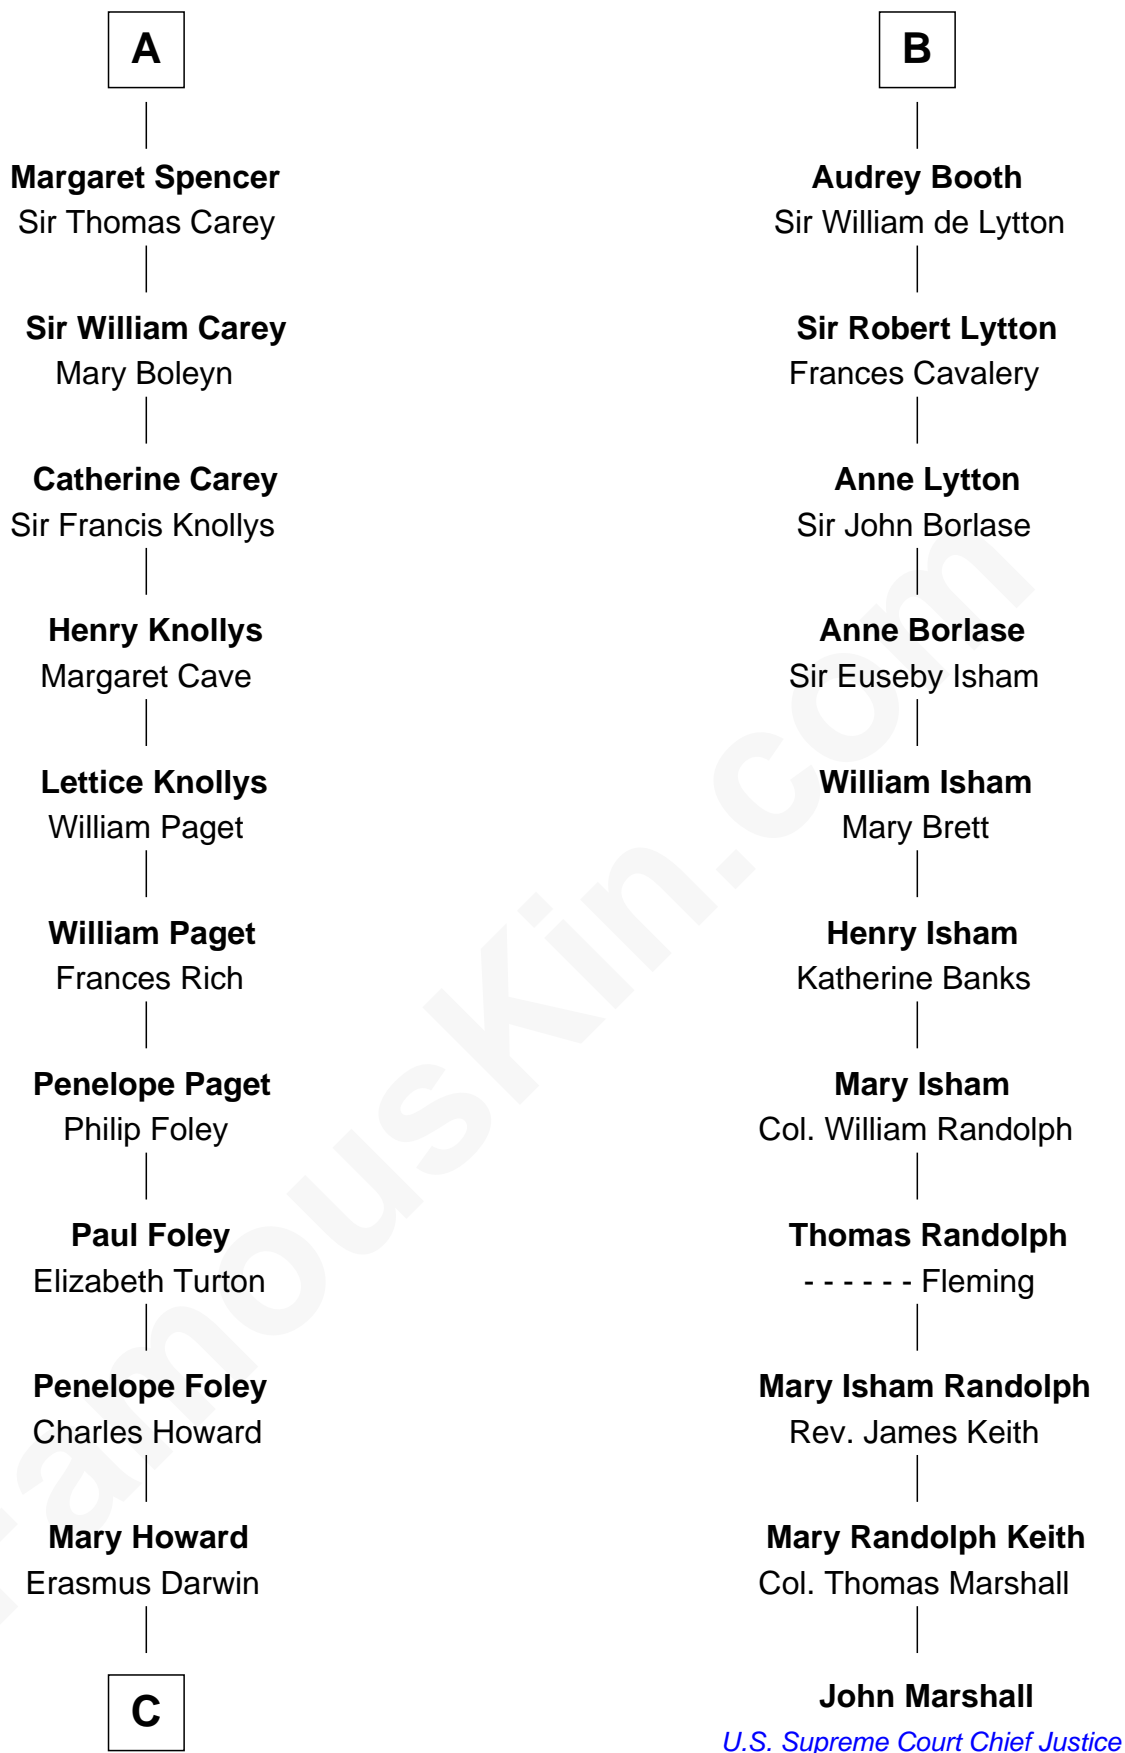 A
Margaret Spencer
Sir Thomas Carey
Sir William Carey
Mary Boleyn
Catherine Carey
Sir Francis Knollys
Henry Knollys
Margaret Cave
Lettice Knollys
William Paget
William Paget
Frances Rich
Penelope Paget
Philip Foley
Paul Foley
Elizabeth Turton
Penelope Foley
Charles Howard
Mary Howard
Erasmus Darwin
C
B
Audrey Booth
Sir William de Lytton
Sir Robert Lytton
Frances Cavalery
Anne Lytton
Sir John Borlase
Anne Borlase
Sir Euseby Isham
William Isham
Mary Brett
Henry Isham
Katherine Banks
Mary Isham
Col. William Randolph
Thomas Randolph
- - - - - - Fleming
Mary Isham Randolph
Rev. James Keith
Mary Randolph Keith
Col. Thomas Marshall
John Marshall
U.S. Supreme Court Chief Justice
FamousKin.com